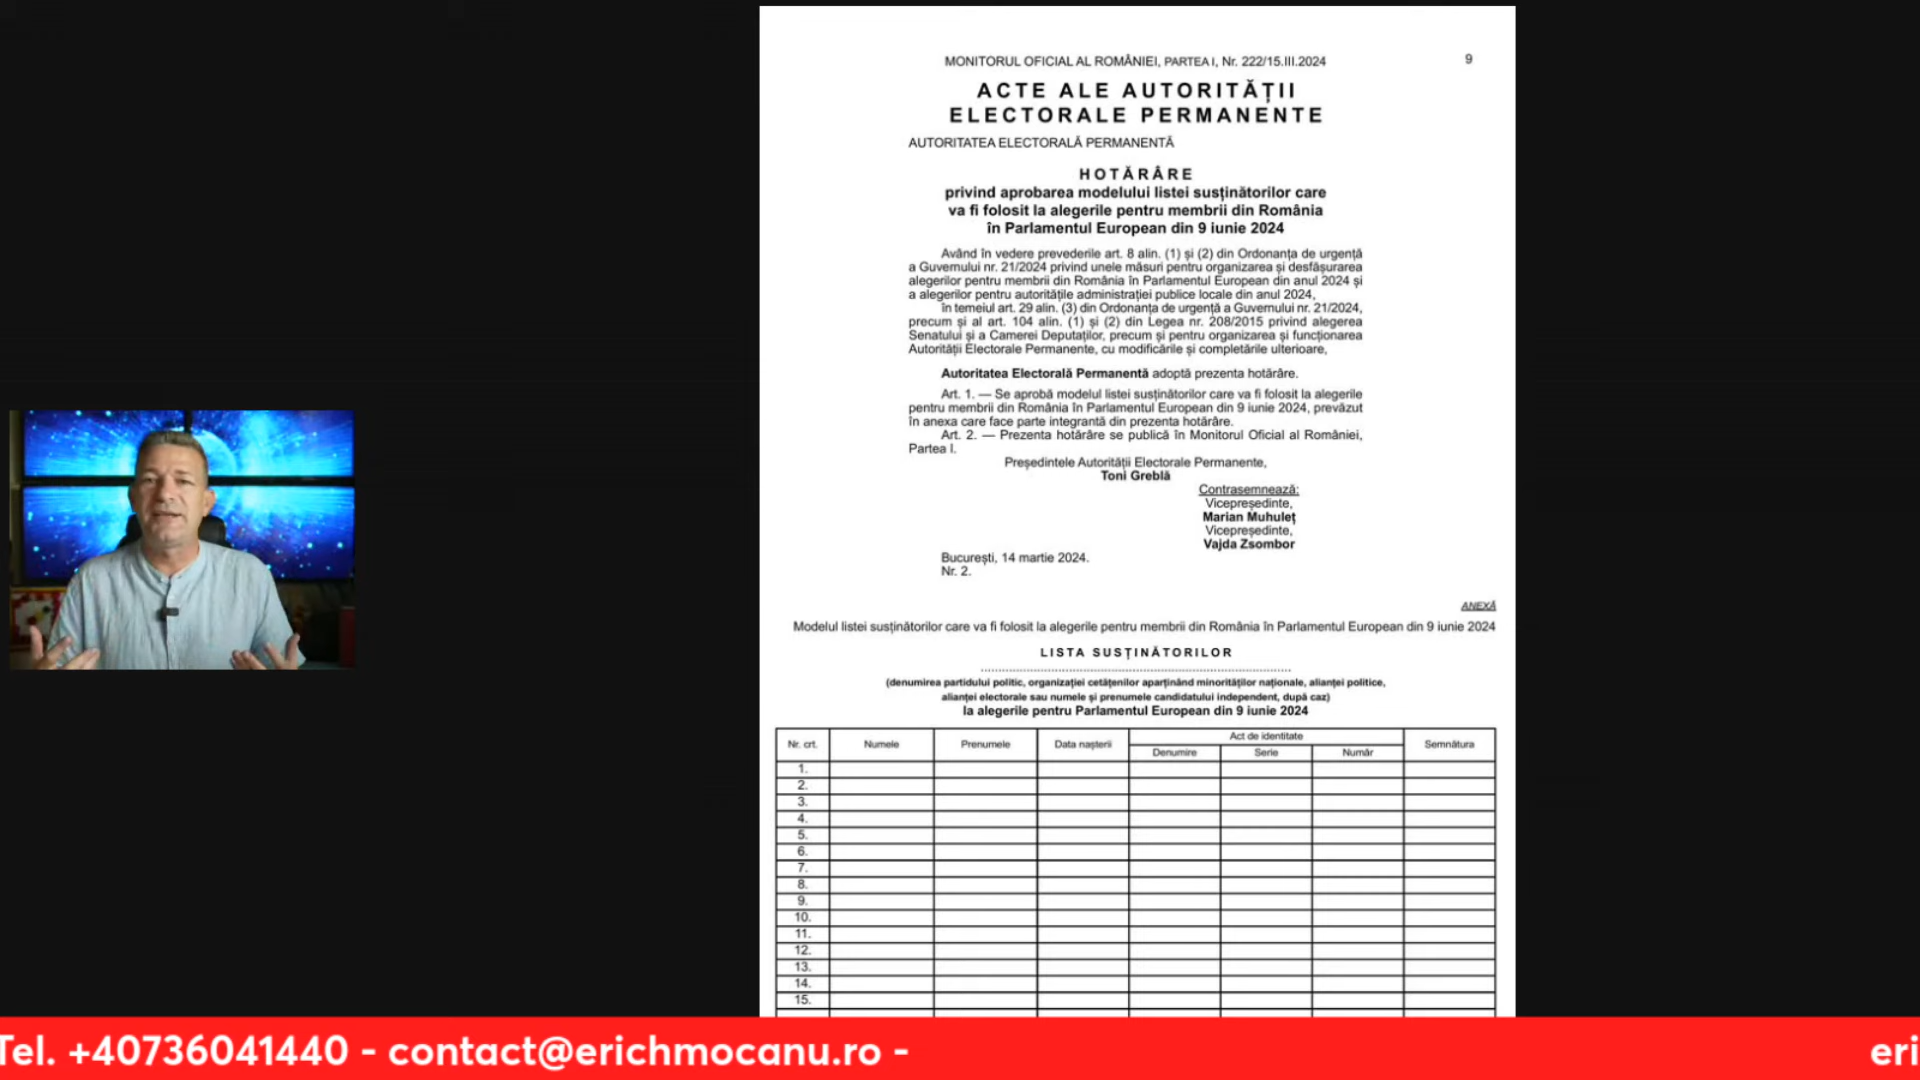 MONITORUL OFICIAL AL ROMÂNIEI, PARTEA I, Nr. 222/15.III.2024
9
ACTE ALE AUTORITĂȚII
ELECTORALE PERMANENTE
AUTORITATEA ELECTORALĂ PERMANENTĂ
HOTĂRÂRE
privind aprobarea modelului listei susținătorilor care
va fi folosit la alegerile pentru membrii din România
în Parlamentul European din 9 iunie 2024
Având în vedere prevederile art. 8 alin. (1) și (2) din Ordonanța de urgență
a Guvernului nr. 21/2024 privind unele măsuri pentru organizarea și desfășurarea
alegerilor pentru membrii din România în Parlamentul European din anul 2024 și
a alegerilor pentru autoritățile administrației publice locale din anul 2024,
în temeiul art. 29 alin. (3) din Ordonanța de urgență a Guvernului nr. 21/2024,
precum și al art. 104 alin. (1) și (2) din Legea nr. 208/2015 privind alegerea
Senatului și a Camerei Deputaților, precum și pentru organizarea și funcționarea
Autorității Electorale Permanente, cu modificările și completările ulterioare,
Autoritatea Electorală Permanentă adoptă prezenta hotărâre.
Art. 1. — Se aprobă modelul listei susținătorilor care va fi folosit la alegerile
pentru membrii din România în Parlamentul European din 9 iunie 2024, prevăzut
în anexa care face parte integrantă din prezenta hotărâre.
Art. 2. — Prezenta hotărâre se publică în Monitorul Oficial al României,
Partea I.
Președintele Autorității Electorale Permanente,
Toni Greblă
Contrasemnează:
Vicepreședinte,
Marian Muhuleț
Vicepreședinte,
Vajda Zsombor
București, 14 martie 2024.
Nr. 2.
ANEXĂ
Modelul listei susținătorilor care va fi folosit la alegerile pentru membrii din România în Parlamentul European din 9 iunie 2024
LISTA SUSȚINĂTORILOR
(denumirea partidului politic, organizației cetățenilor aparținând minorităților naționale, alianței politice,
alianței electorale sau numele și prenumele candidatului independent, după caz)
la alegerile pentru Parlamentul European din 9 iunie 2024
Nr. crt. Numele Prenumele Data nașterii Act de identitate Semnătura
Denumire Serie Număr
1.
2.
3.
4.
5.
6.
7.
8.
9.
10.
11.
12.
13.
14.
15.
Tel. +40736041440 - contact@erichmocanu.ro - eri